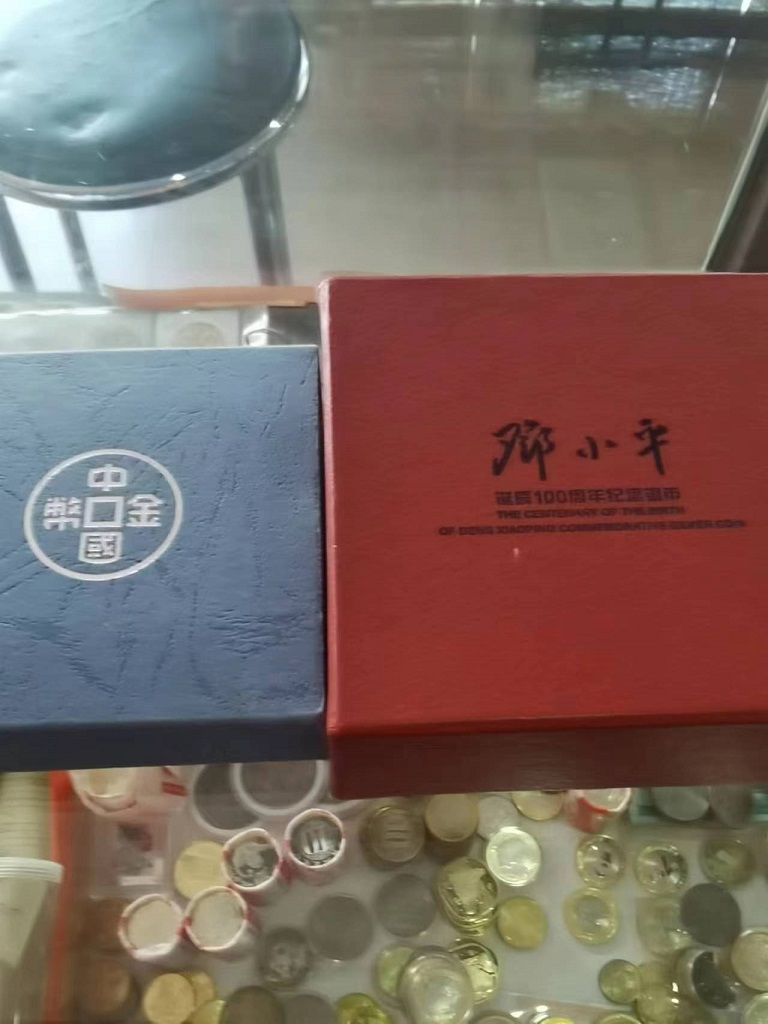 中
幣 金
國
鄧小平
诞辰100周年纪念银币
THE CENTENARY OF THE BIRTH
OF DENG XIAOPING COMMEMORATIVE SILVER COIN